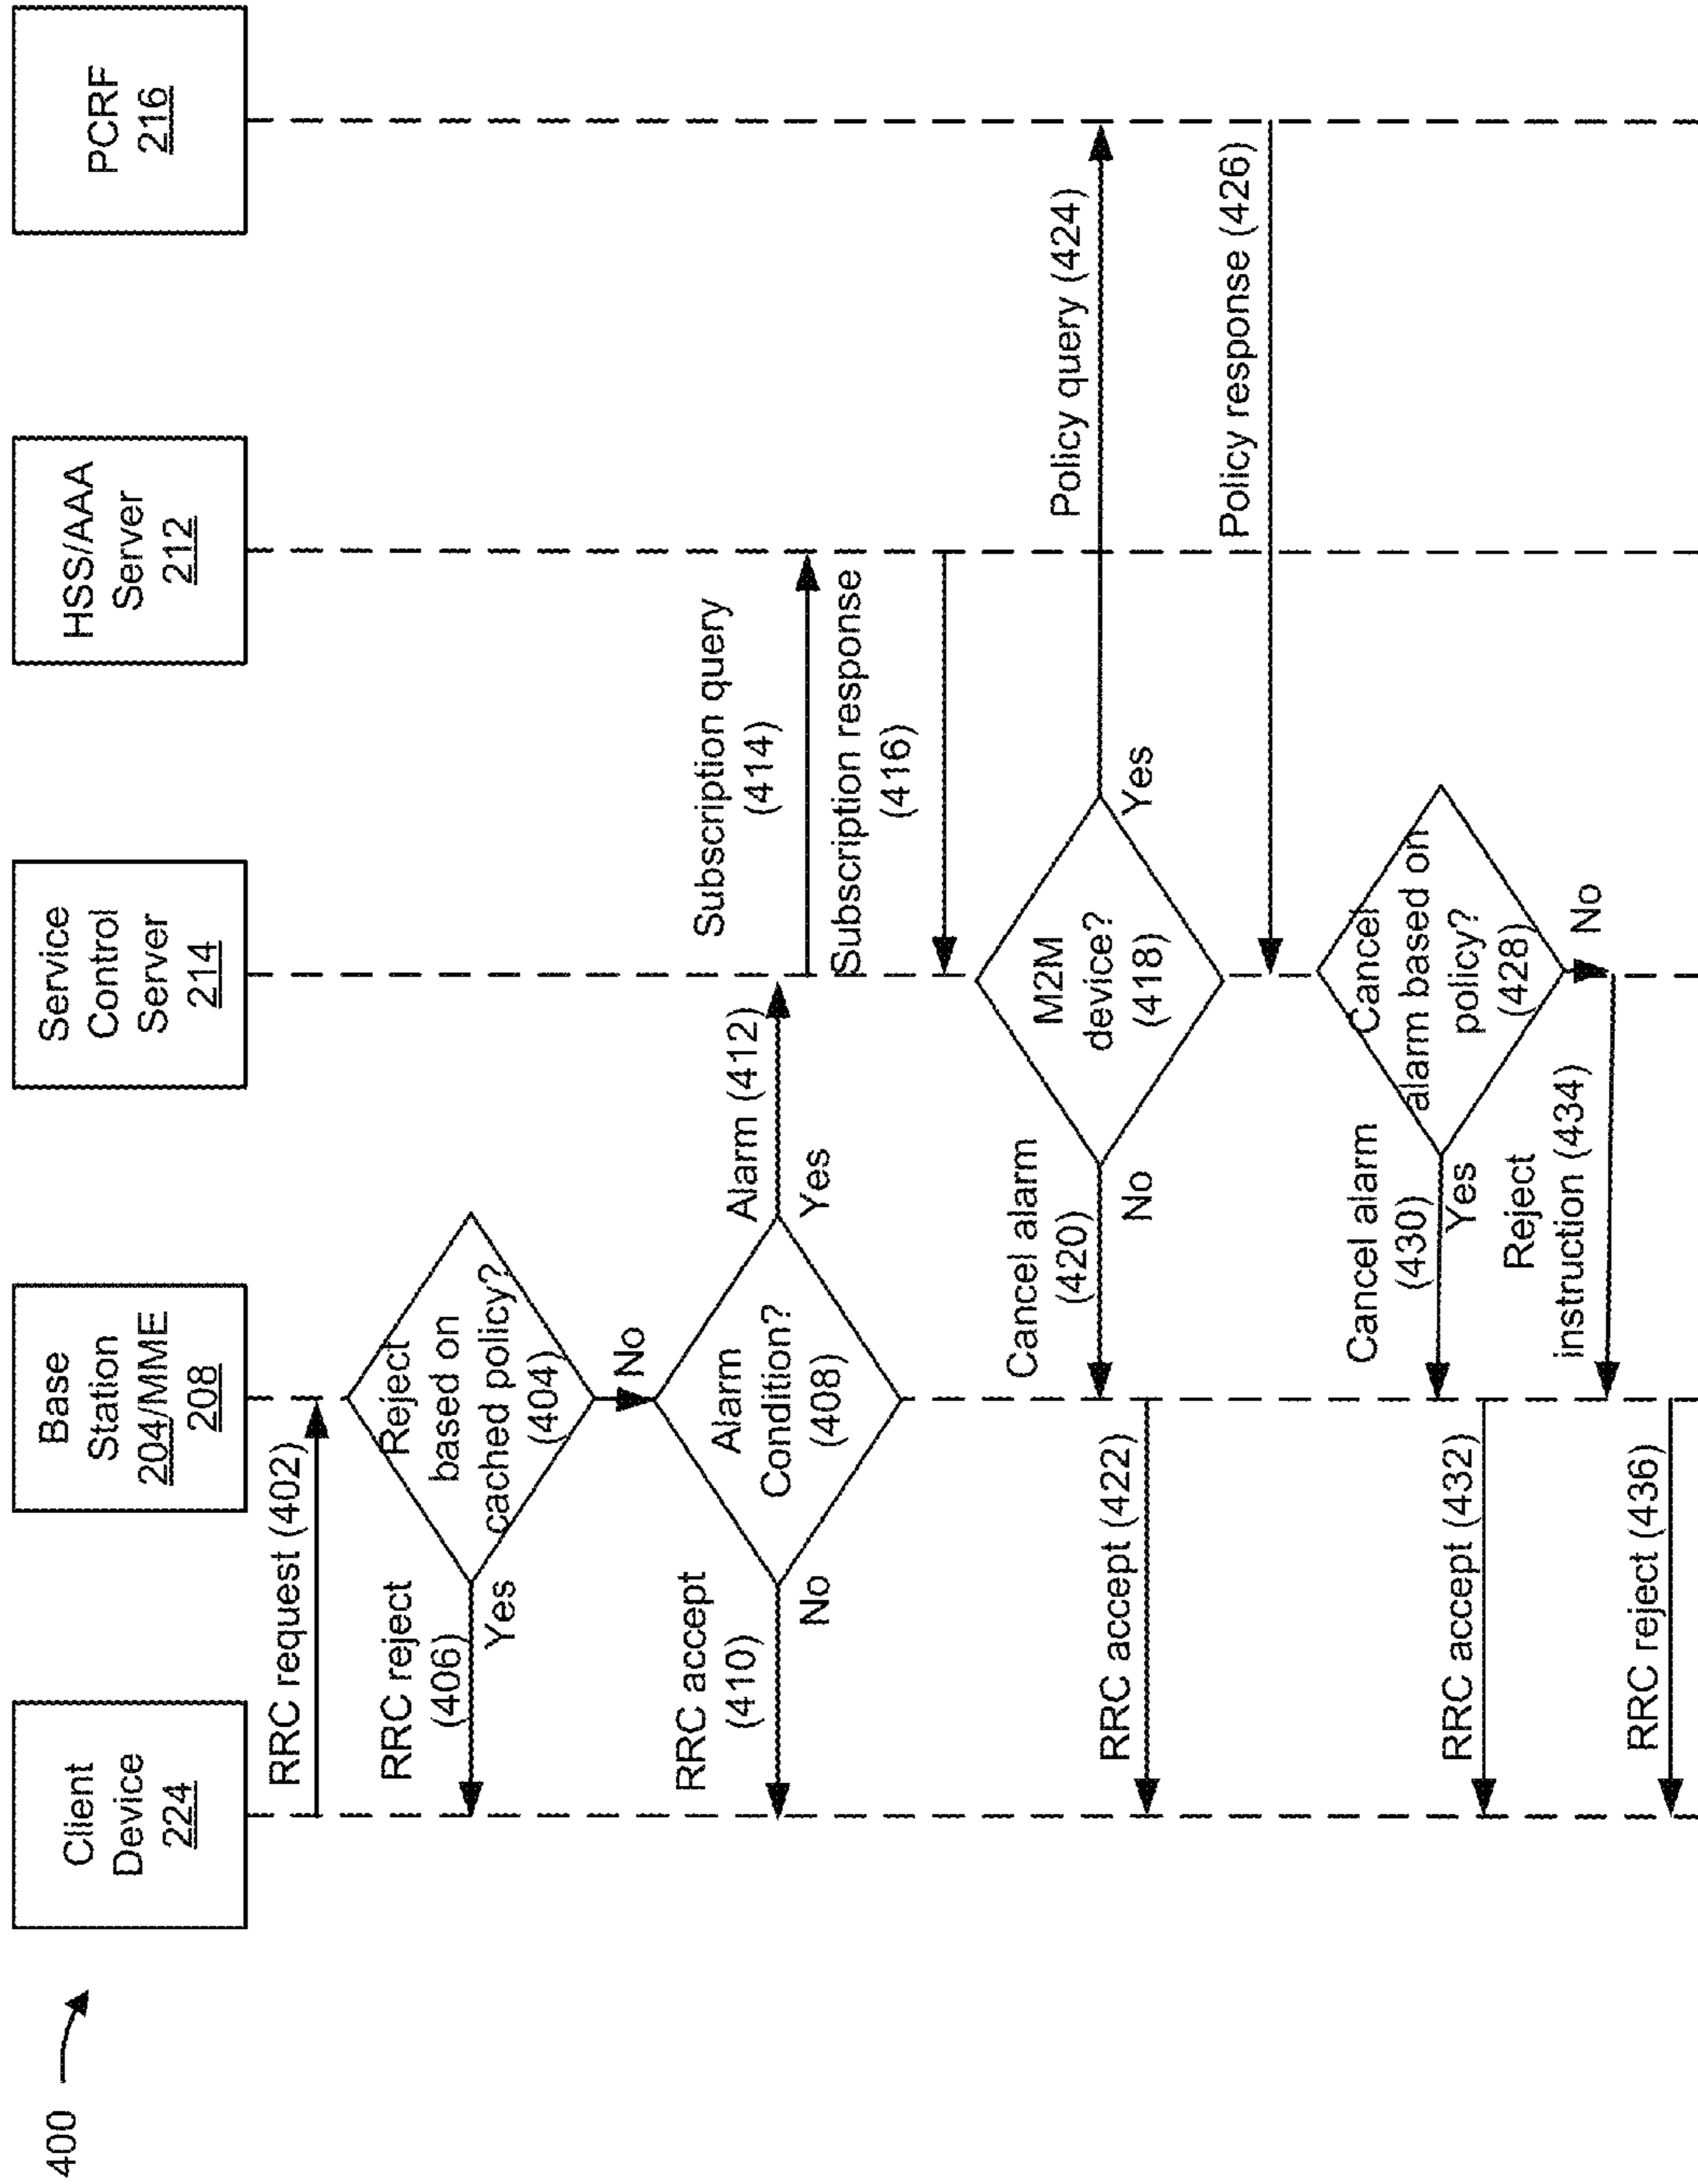 400
Client
Device
224
Base
Station
204/MME
208
Service
Control
Server
214
HSS/AAA
Server
212
PCRF
216
RRC request (402)
Reject
based on
cached policy?
(404)
RRC reject
(406)
Yes
No
Alarm
Condition?
(408)
RRC accept
(410)
No
Alarm (412)
Yes
Subscription query
(414)
Subscription response
(416)
M2M
device?
(418)
Cancel alarm
(420)
No
Yes
Policy query (424)
RRC accept (422)
Policy response (426)
Cancel
alarm based on
policy?
(428)
Cancel alarm
(430)
Yes
No
RRC accept (432)
Reject
instruction (434)
RRC reject (436)